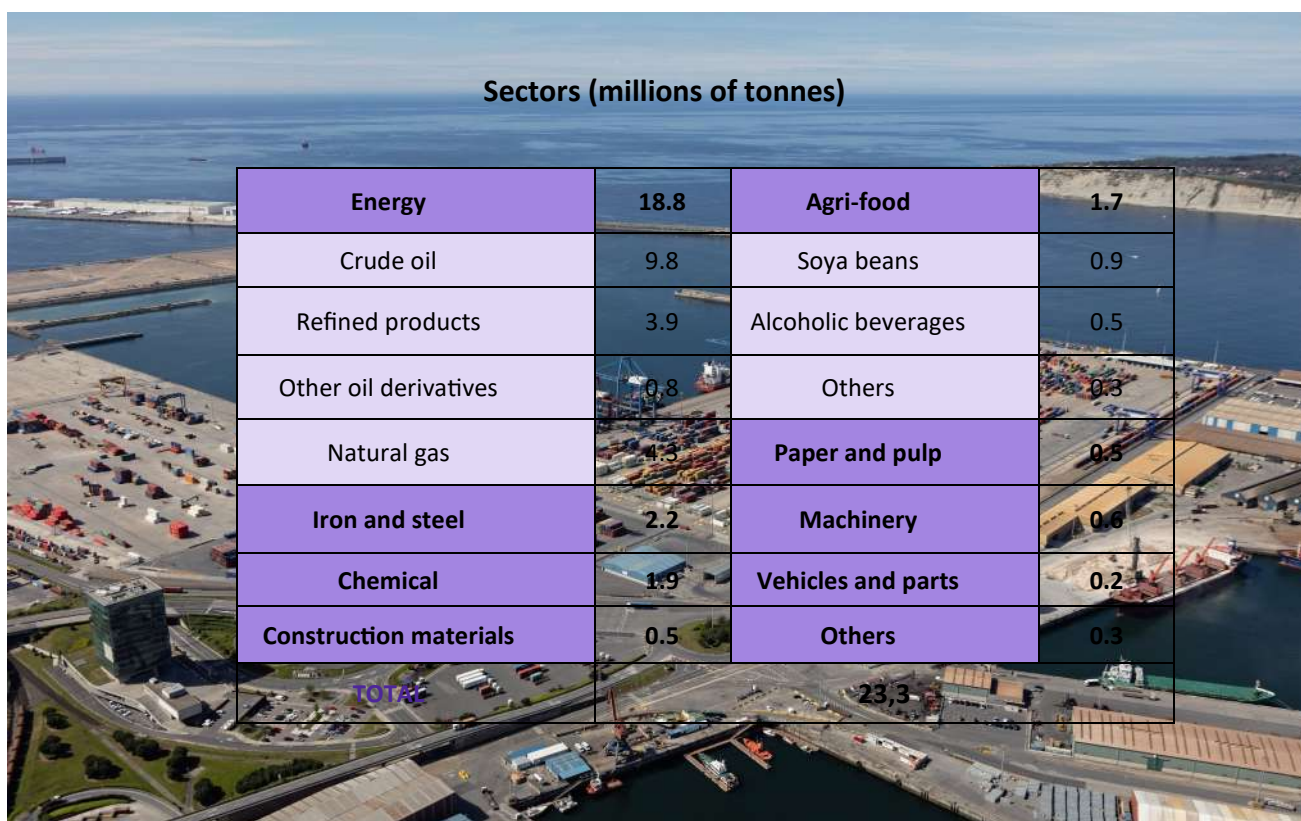 Sectors (millions of tonnes)
Energy 18.8 Agri-food 1.7
Crude oil 9.8 Soya beans 0.9
Refined products 3.9 Alcoholic beverages 0.5
Other oil derivatives 0,8 Others 0.3
Natural gas 4.3 Paper and pulp 0.5
Iron and steel 2.2 Machinery 0.6
Chemical 1.9 Vehicles and parts 0.2
Construction materials 0.5 Others 0.3
TOTAL 23,3